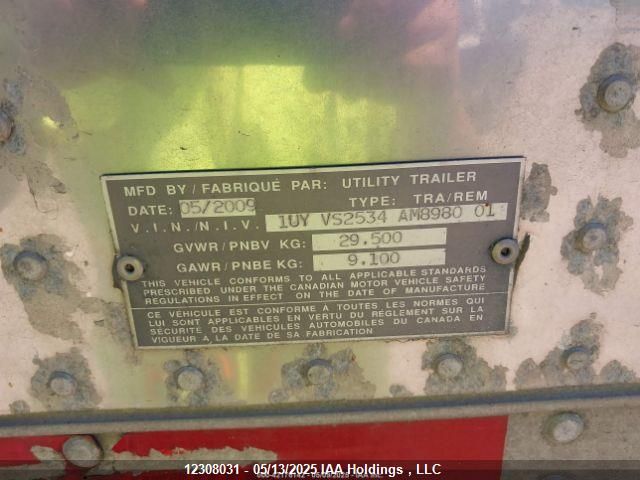 MFD BY / FABRIQUÉ PAR: UTILITY TRAILER
DATE: 05/2009 TYPE: TRA/REM
V.I.N./N.I.V. 1UY VS2534 AM8980 01
GVWR/PNBV KG: 29.500
GAWR/PNBE KG: 9.100
THIS VEHICLE CONFORMS TO ALL APPLICABLE STANDARDS
PRESCRIBED UNDER THE CANADIAN MOTOR VEHICLE SAFETY
REGULATIONS IN EFFECT ON THE DATE OF MANUFACTURE
CE VÉHICULE EST CONFORME À TOUTES LES NORMES QUI
LUI SONT APPLICABLES EN VERTU DU RÈGLEMENT SUR LA
SÉCURITÉ DES VÉHICULES AUTOMOBILES DU CANADA EN
VIGUEUR A LA DATE DE SA FABRICATION
12308031 - 05/13/2025 IAA Holdings , LLC